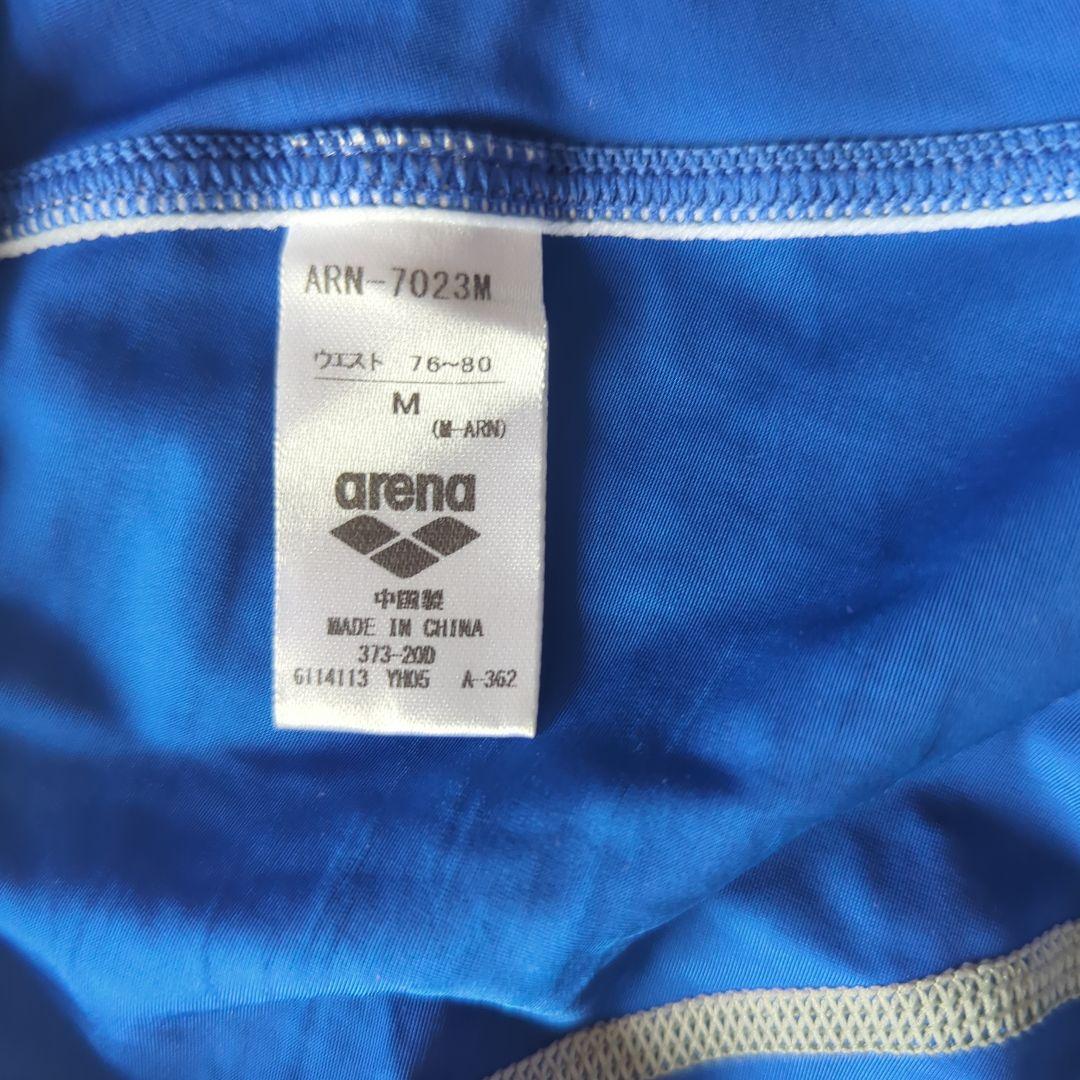 ARN-7023M
ウエスト 76~80
M
(M-ARN)
arena
中国製
MADE IN CHINA
373-20D
6114113 YH05 A-362